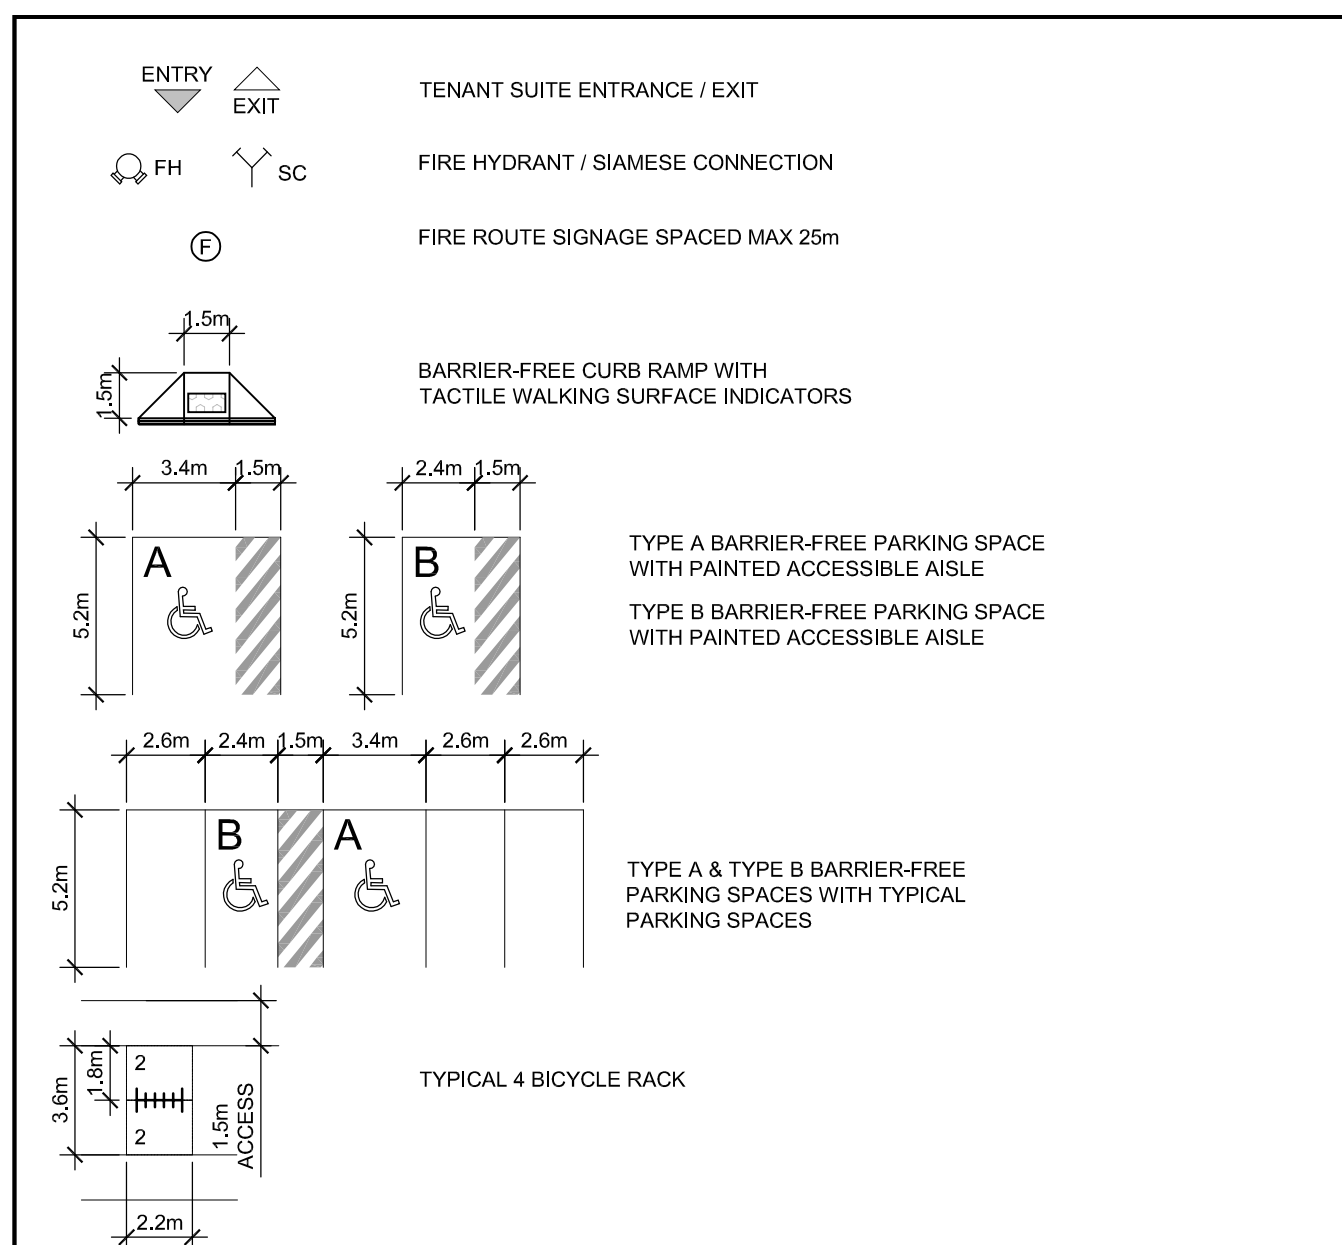 ENTRY
EXIT
TENANT SUITE ENTRANCE / EXIT
FH
SC
FIRE HYDRANT / SIAMESE CONNECTION
F
FIRE ROUTE SIGNAGE SPACED MAX 25m
1.5m
1.5m
BARRIER-FREE CURB RAMP WITH
TACTILE WALKING SURFACE INDICATORS
3.4m 1.5m
2.4m 1.5m
A
5.2m
B
5.2m
TYPE A BARRIER-FREE PARKING SPACE
WITH PAINTED ACCESSIBLE AISLE
TYPE B BARRIER-FREE PARKING SPACE
WITH PAINTED ACCESSIBLE AISLE
2.6m 2.4m 1.5m 3.4m 2.6m 2.6m
5.2m
B
A
TYPE A & TYPE B BARRIER-FREE
PARKING SPACES WITH TYPICAL
PARKING SPACES
3.6m
1.8m
2
2
1.5m
ACCESS
TYPICAL 4 BICYCLE RACK
2.2m